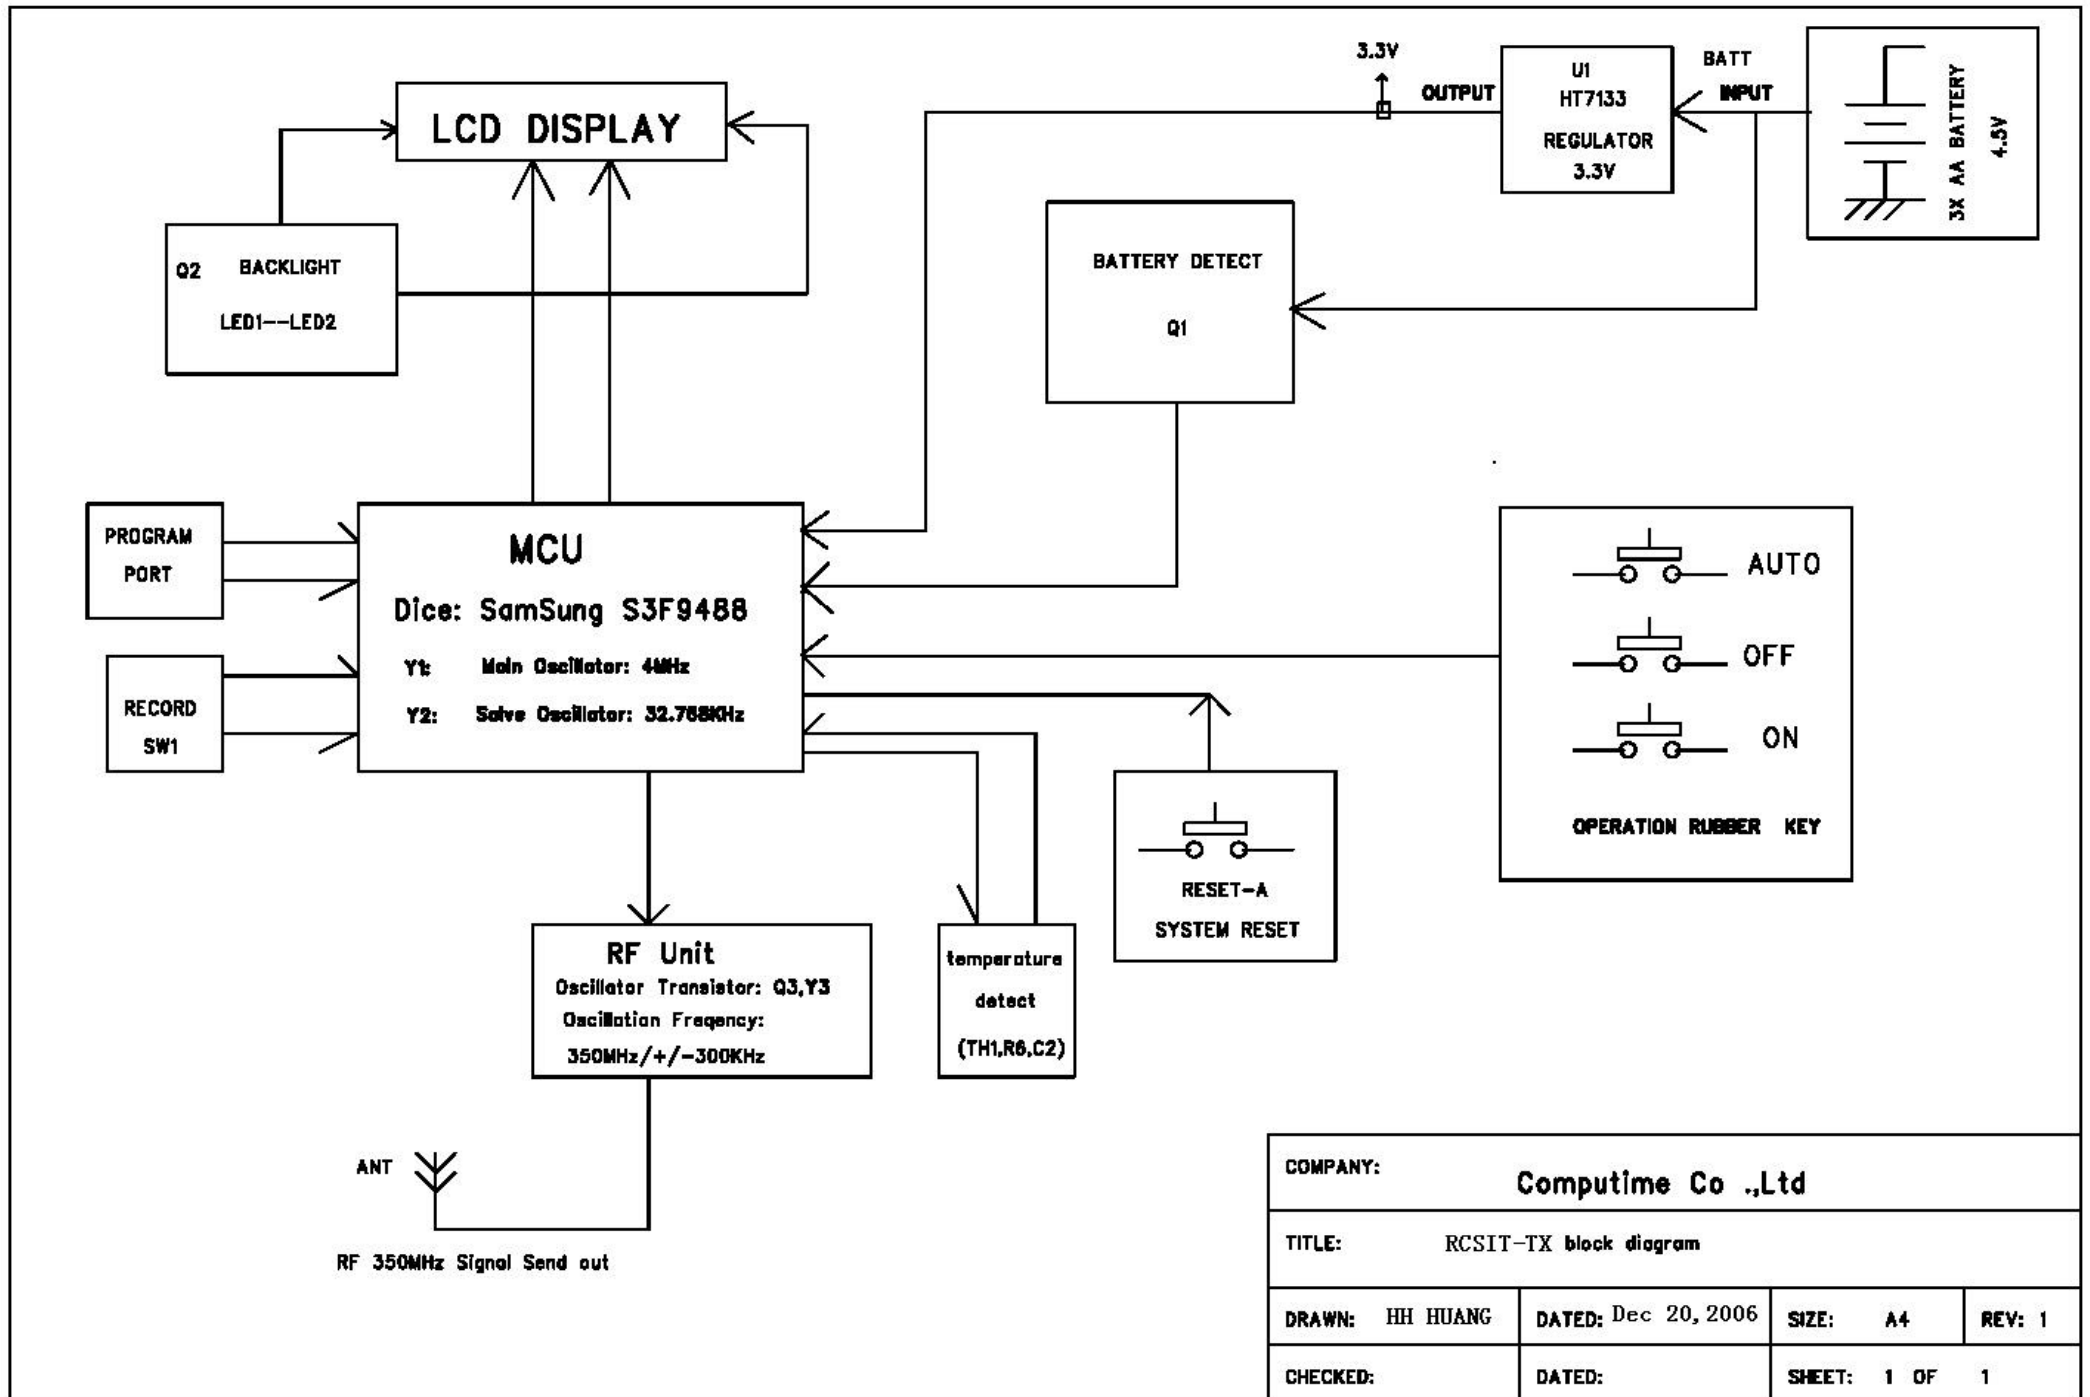 3.3V
OUTPUT
U1
HT7133
REGULATOR
3.3V
BATT
INPUT
3X AA BATTERY
4.5V
LCD DISPLAY
Q2 BACKLIGHT
LED1--LED2
BATTERY DETECT
Q1
PROGRAM
PORT
RECORD
SW1
MCU
Dice: SamSung S3F9488
Y1: Main Oscillator: 4MHz
Y2: Salve Oscillator: 32.768KHz
AUTO
OFF
ON
OPERATION RUBBER KEY
RESET-A
SYSTEM RESET
RF Unit
Oscillator Transistor: Q3,Y3
Oscillation Freqency:
350MHz/+/-300KHz
temperature
detect
(TH1,R6,C2)
ANT
RF 350MHz Signal Send out
COMPANY: Computime Co .,Ltd
TITLE: RCSIT-TX block diagram
DRAWN: HH HUANG DATED: Dec 20,2006 SIZE: A4 REV: 1
CHECKED: DATED: SHEET: 1 OF 1